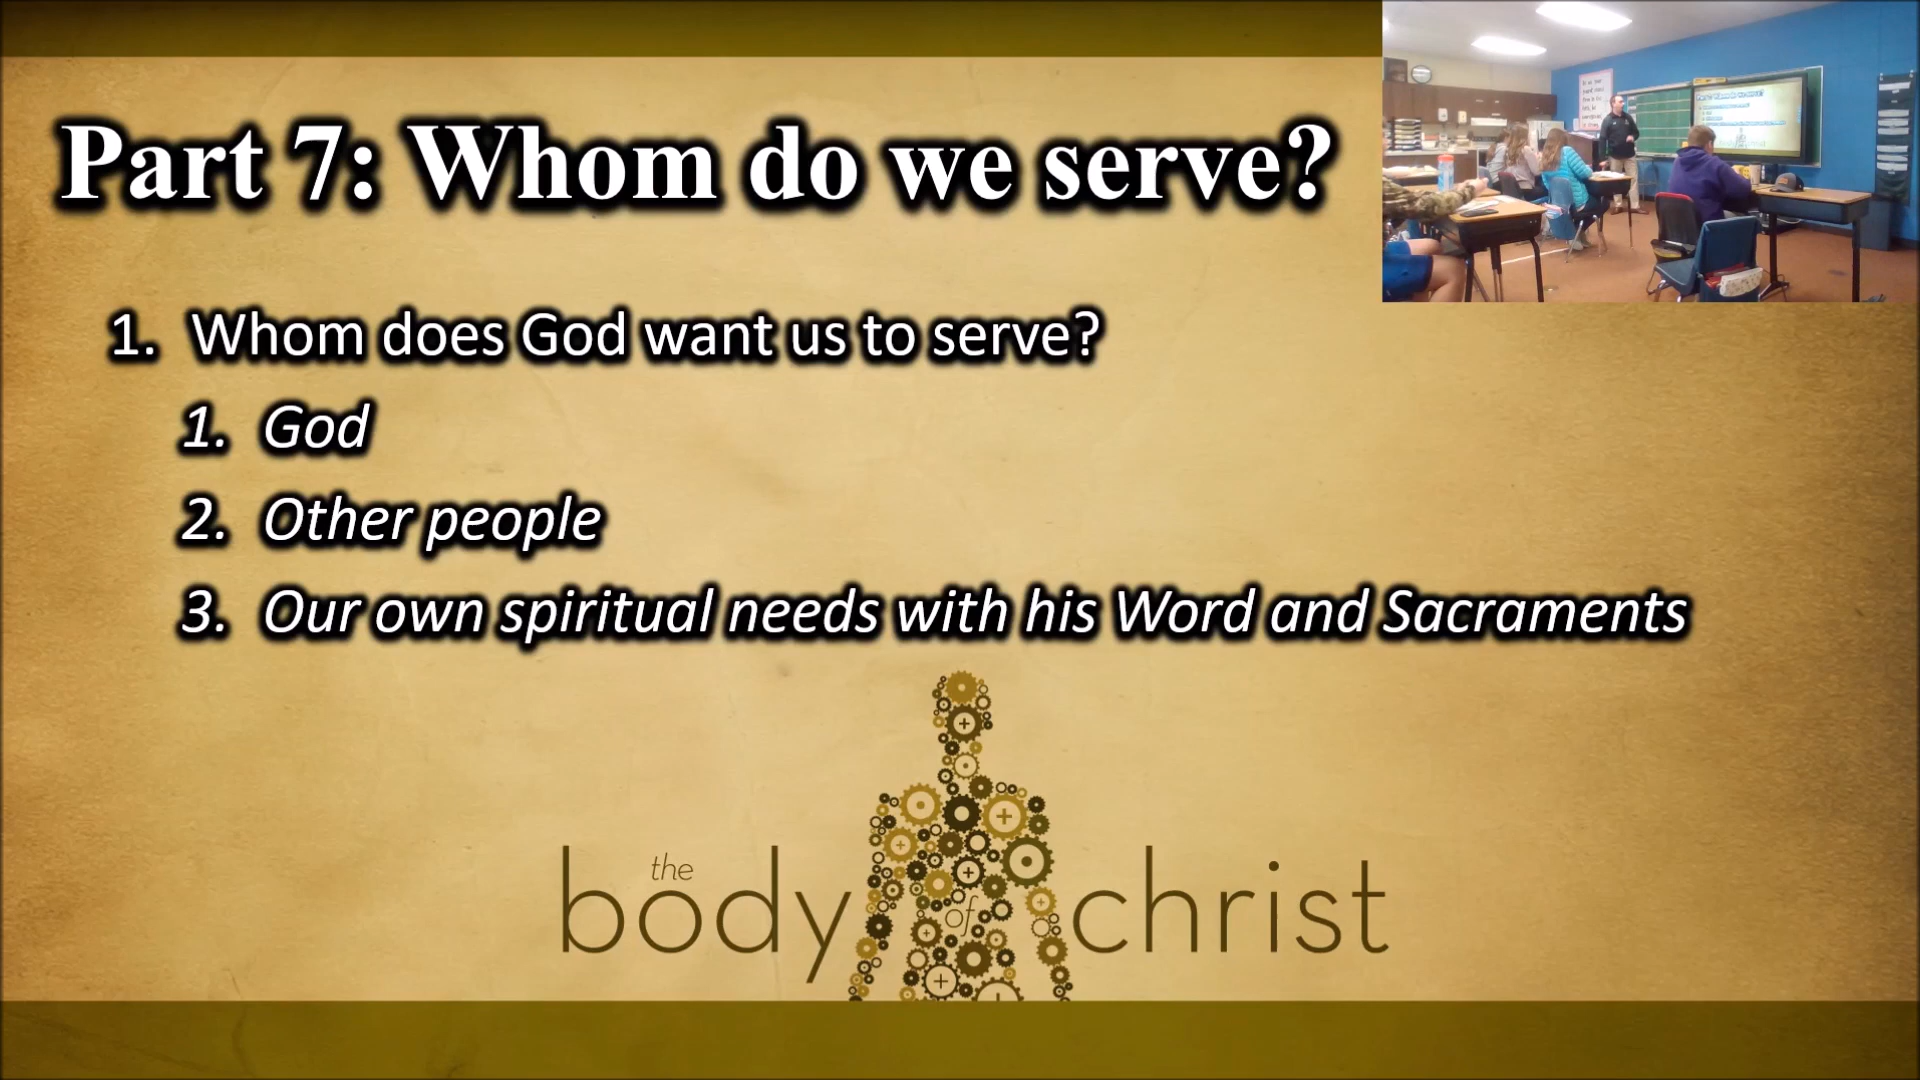 Part 7: Whom do we serve?
1. Whom does God want us to serve?
1. God
2. Other people
3. Our own spiritual needs with his Word and Sacraments
the
body of christ